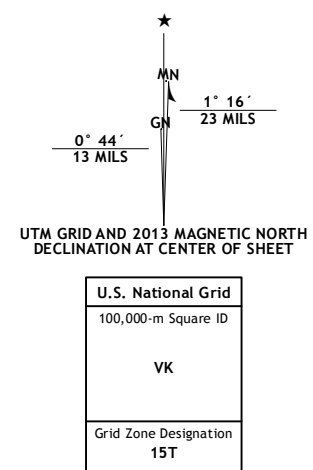 MN
1° 16´
23 MILS
GN
0° 44´
13 MILS
UTM GRID AND 2013 MAGNETIC NORTH
DECLINATION AT CENTER OF SHEET
U.S. National Grid
100,000-m Square ID
VK
Grid Zone Designation
15T